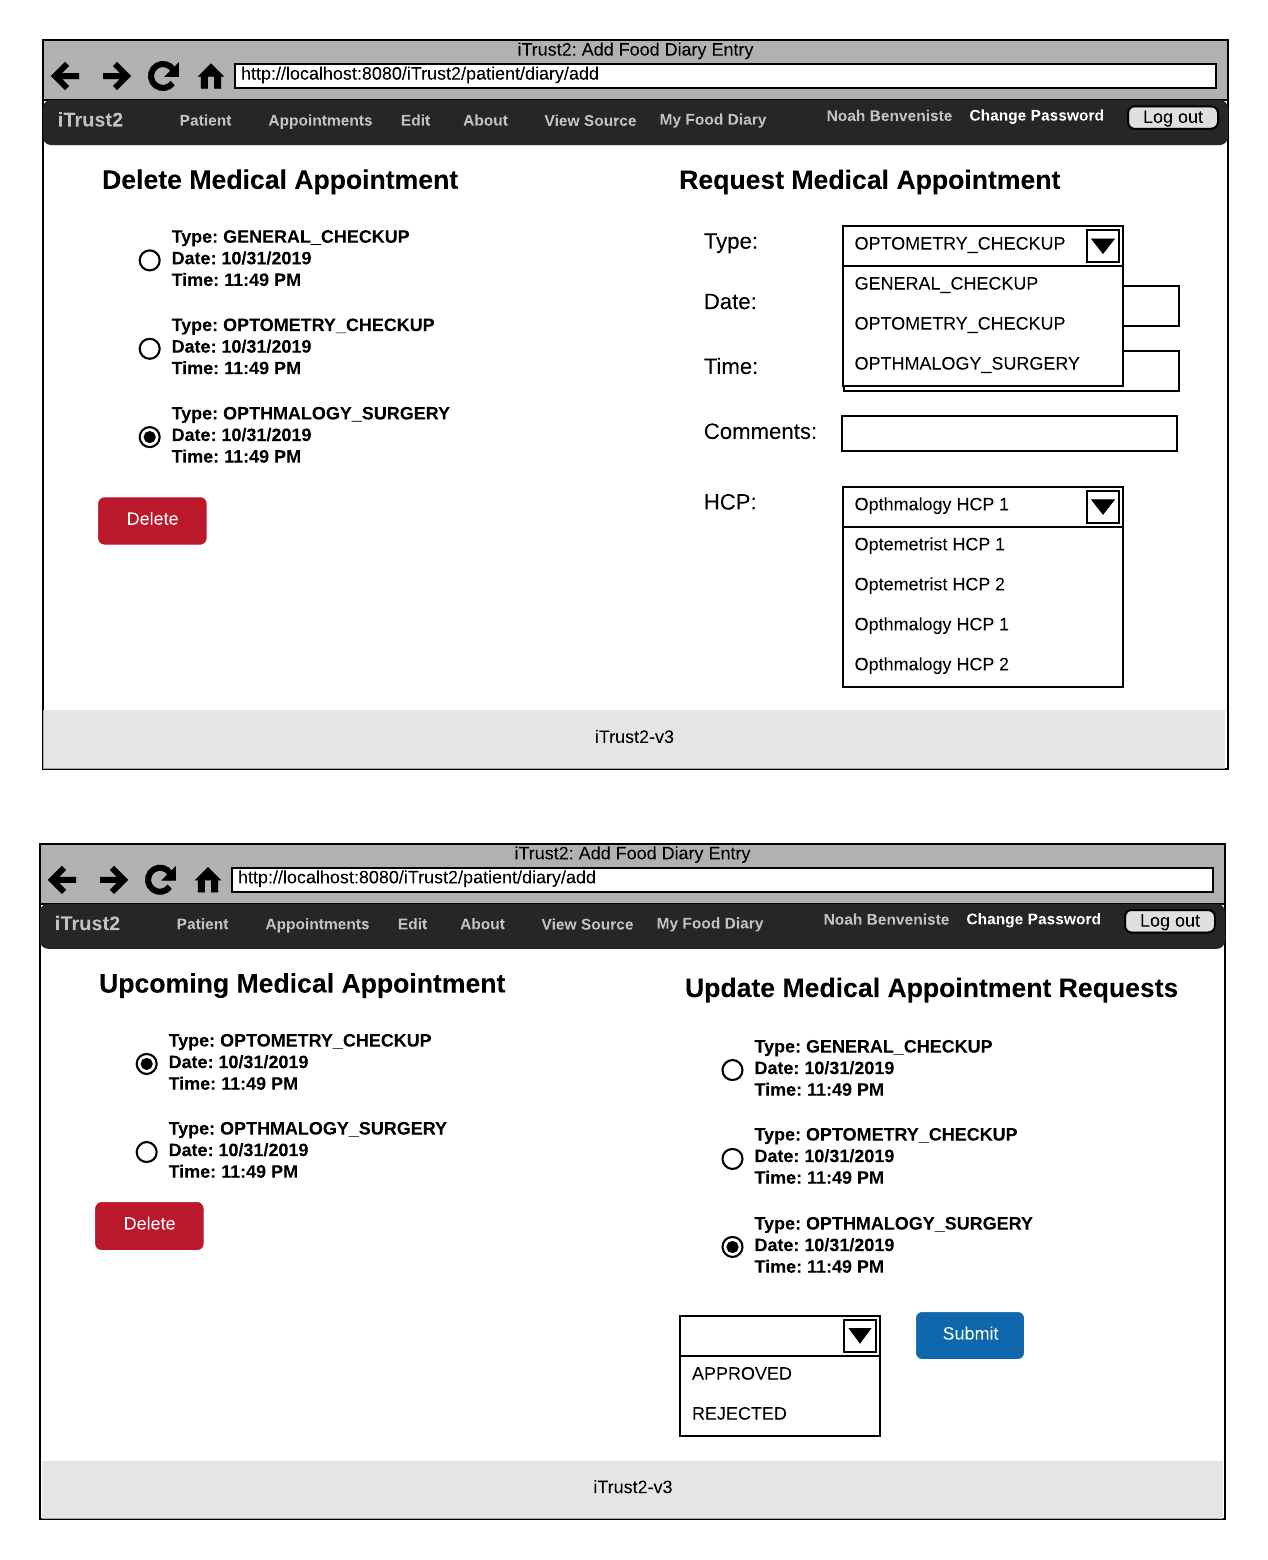 iTrust2: Add Food Diary Entry
http://localhost:8080/iTrust2/patient/diary/add
iTrust2 Patient Appointments Edit About View Source My Food Diary Noah Benveniste Change Password Log out
Delete Medical Appointment
Type: GENERAL_CHECKUP
Date: 10/31/2019
Time: 11:49 PM
Type: OPTOMETRY_CHECKUP
Date: 10/31/2019
Time: 11:49 PM
Type: OPTHMALOGY_SURGERY
Date: 10/31/2019
Time: 11:49 PM
Delete
Request Medical Appointment
Type: OPTOMETRY_CHECKUP
GENERAL_CHECKUP
Date:
OPTOMETRY_CHECKUP
Time: OPTHMALOGY_SURGERY
Comments:
HCP: Opthmalogy HCP 1
Optemetrist HCP 1
Optemetrist HCP 2
Opthmalogy HCP 1
Opthmalogy HCP 2
iTrust2-v3
iTrust2: Add Food Diary Entry
http://localhost:8080/iTrust2/patient/diary/add
iTrust2 Patient Appointments Edit About View Source My Food Diary Noah Benveniste Change Password Log out
Upcoming Medical Appointment
Type: OPTOMETRY_CHECKUP
Date: 10/31/2019
Time: 11:49 PM
Type: OPTHMALOGY_SURGERY
Date: 10/31/2019
Time: 11:49 PM
Delete
Update Medical Appointment Requests
Type: GENERAL_CHECKUP
Date: 10/31/2019
Time: 11:49 PM
Type: OPTOMETRY_CHECKUP
Date: 10/31/2019
Time: 11:49 PM
Type: OPTHMALOGY_SURGERY
Date: 10/31/2019
Time: 11:49 PM
Submit
APPROVED
REJECTED
iTrust2-v3